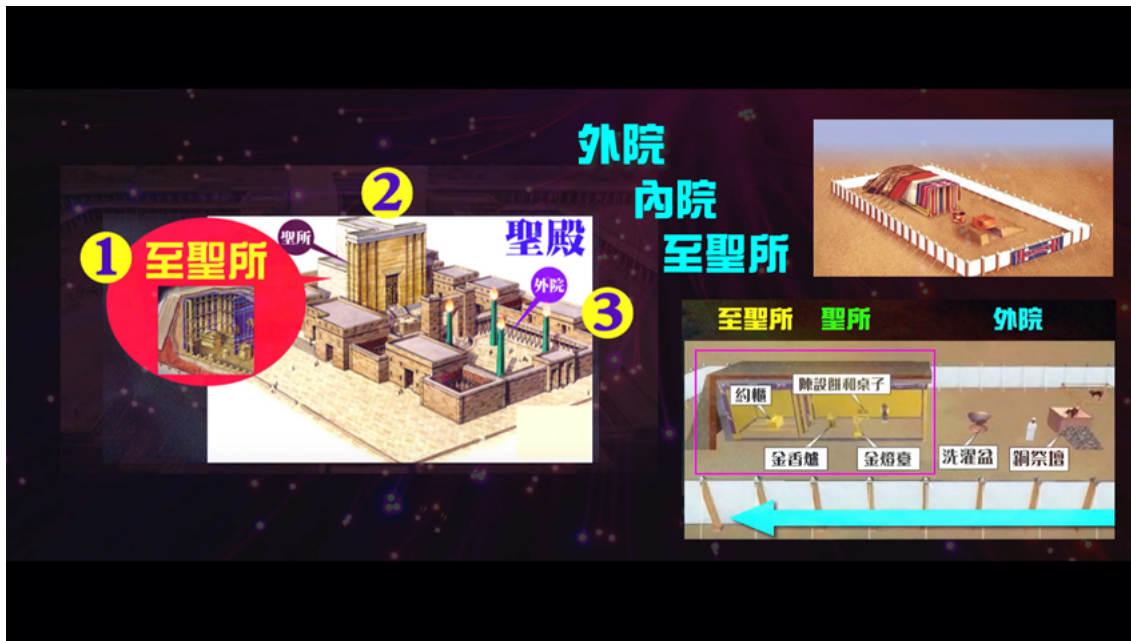 1 至聖所
2
聖所
聖殿
外院
3
外院
內院
至聖所
至聖所 聖所 外院
約櫃
陳設餅和桌子
金香爐
金燈臺
洗濯盆
銅祭壇